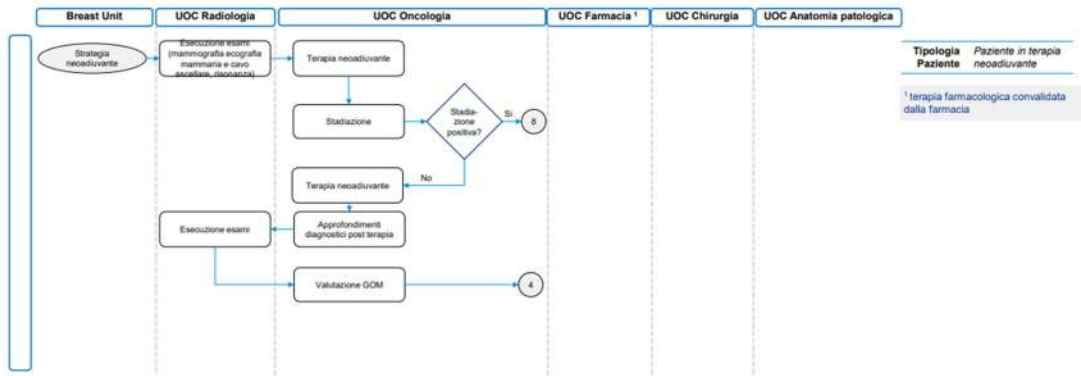 Breast Unit
UOC Radiologia
UOC Oncologia
UOC Farmacia ¹
UOC Chirurgia
UOC Anatomia patologica
Strategia
neoadiuvante
Esecuzione esami
(mammografia ecografia
mammaria e cavo
ascellare, risonanza)
Terapia neoadiuvante
Stadiazione
Stadia-
zione
positiva?
Si
8
No
Terapia neoadiuvante
Approfondimenti
diagnostici post terapia
Esecuzione esami
Valutazione GOM
4
Tipologia
Paziente
Paziente in terapia
neoadiuvante
¹ terapia farmacologica convalidata
dalla farmacia